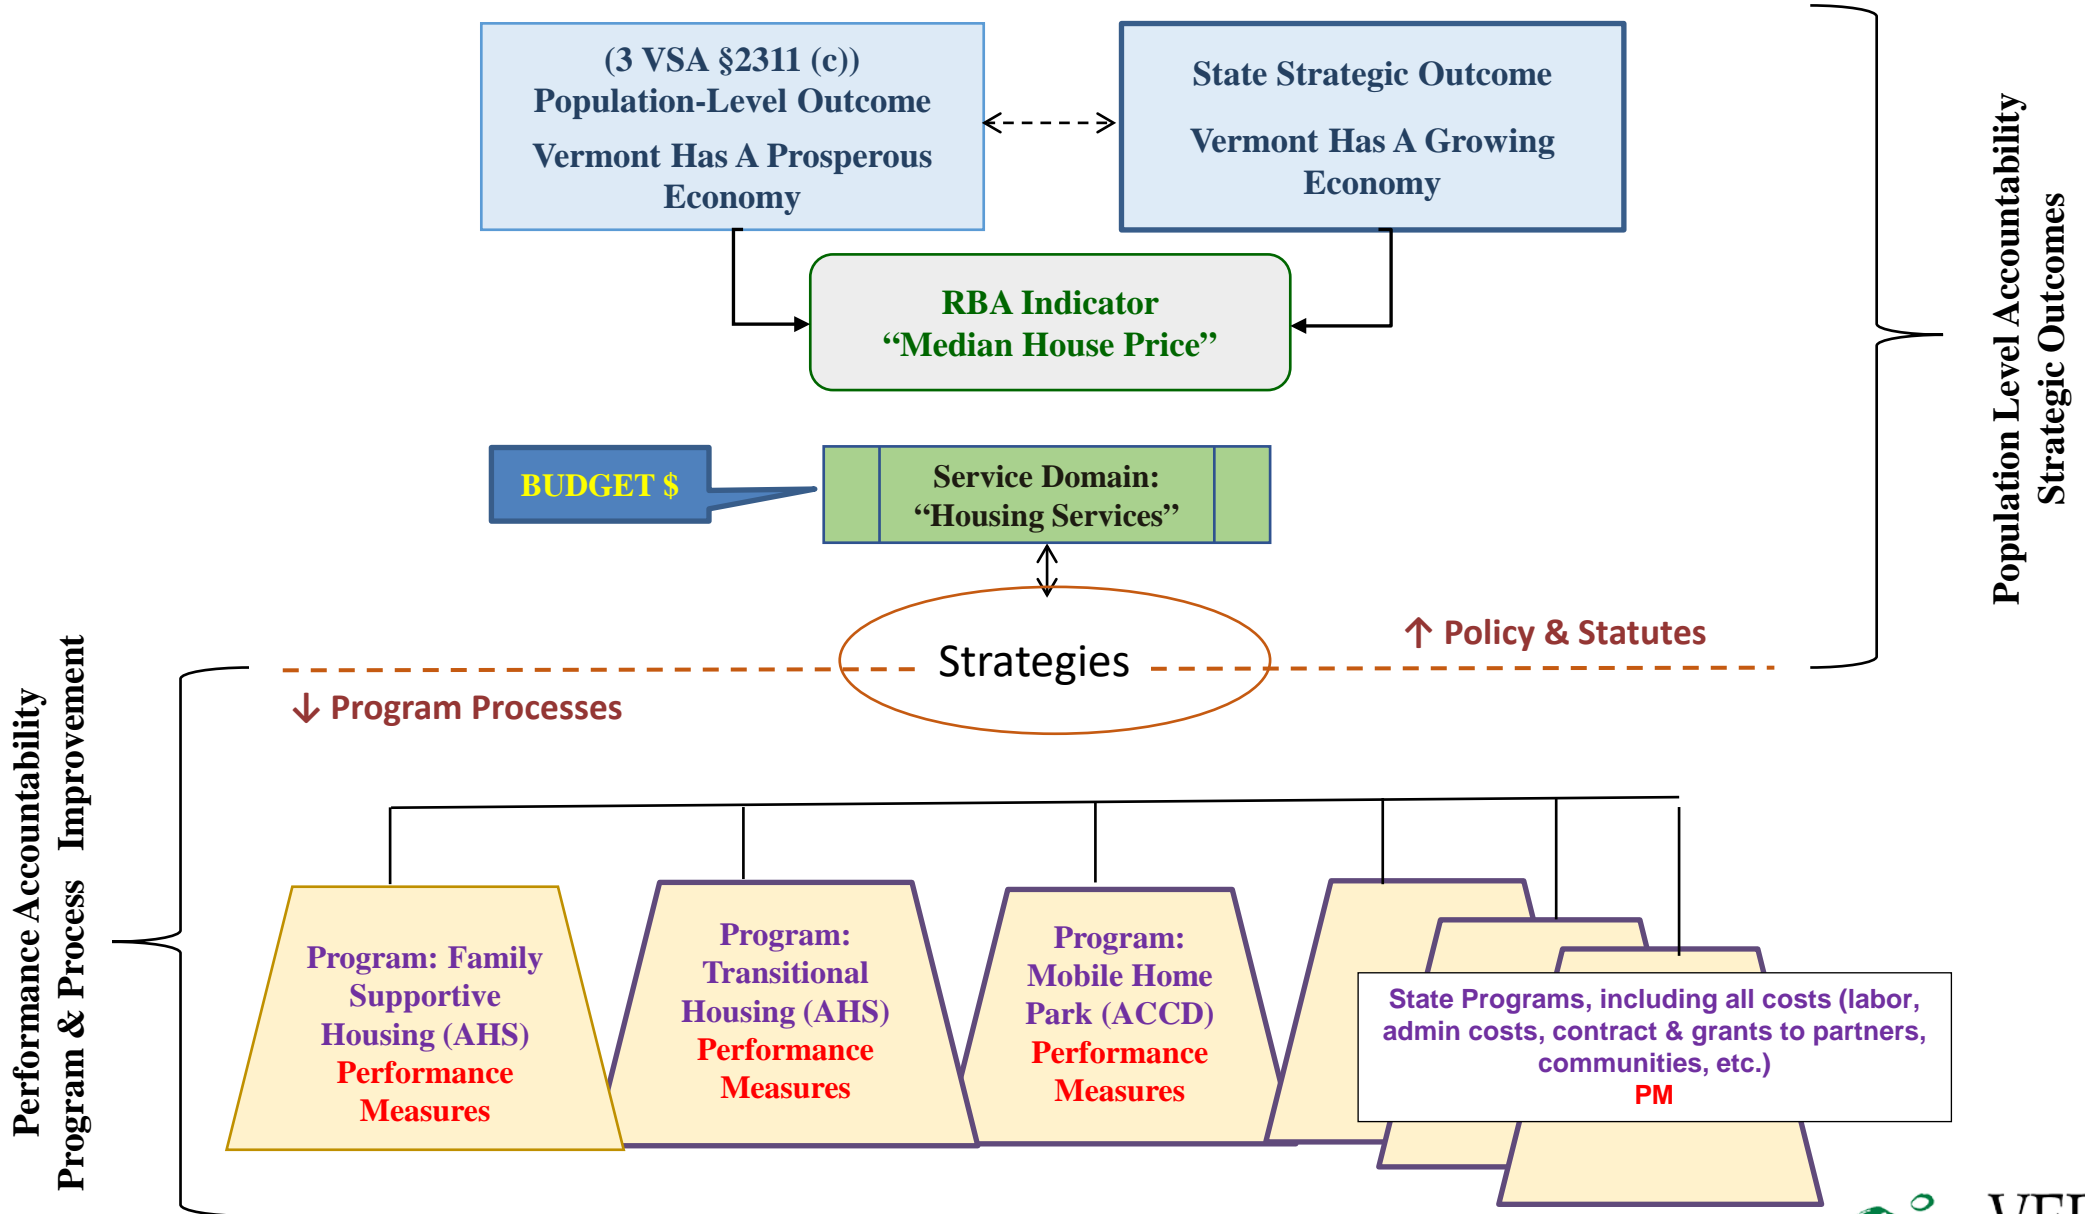 (3 VSA §2311 (c))
Population-Level Outcome
Vermont Has A Prosperous
Economy
State Strategic Outcome
Vermont Has A Growing
Economy
RBA Indicator
“Median House Price”
BUDGET $
Service Domain:
“Housing Services”
Strategies
↑ Policy & Statutes
↓ Program Processes
Population Level Accountability
Strategic Outcomes
Performance Accountability
Program & Process Improvement
Program: Family
Supportive
Housing (AHS)
Performance
Measures
Program:
Transitional
Housing (AHS)
Performance
Measures
Program:
Mobile Home
Park (ACCD)
Performance
Measures
State Programs, including all costs (labor,
admin costs, contract & grants to partners,
communities, etc.)
PM